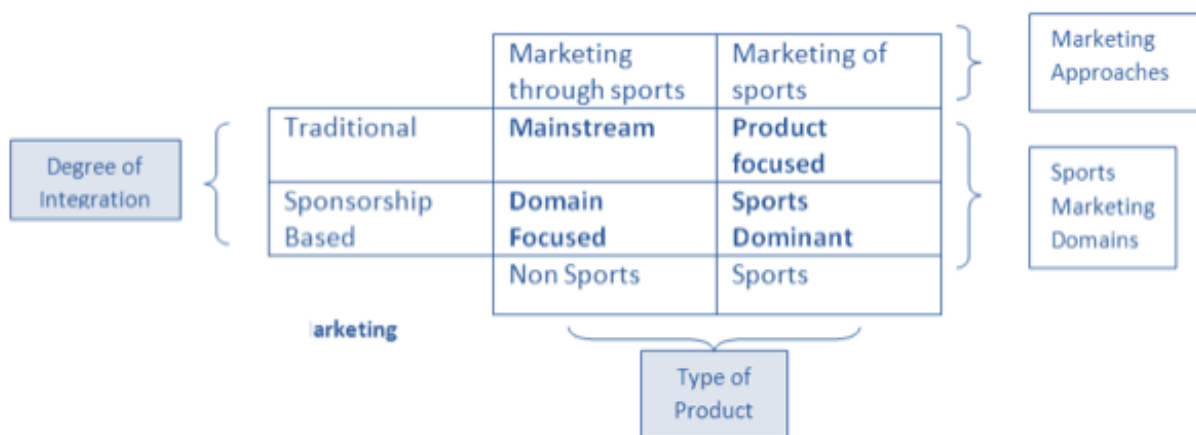 Marketing through sports
Marketing of sports
Marketing Approaches
Degree of Integration
Traditional
Mainstream
Product focused
Sponsorship Based
Domain Focused
Sports Dominant
Sports Marketing Domains
Non Sports
Sports
arketing
Type of Product